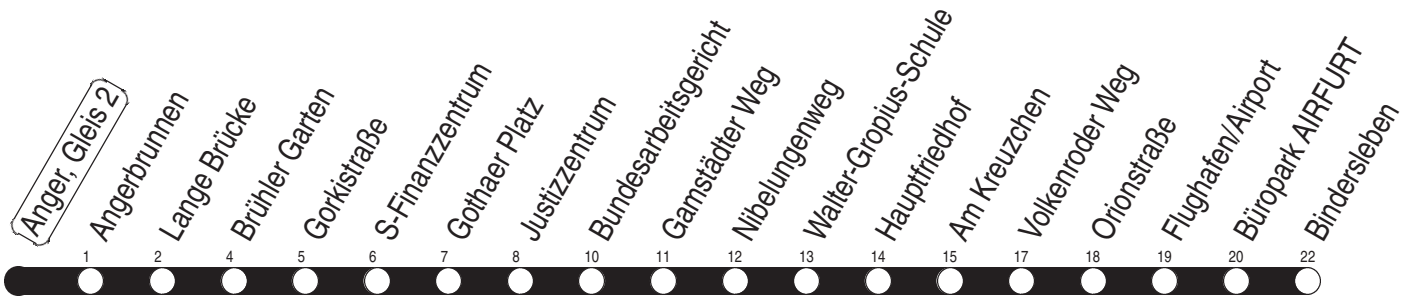 Anger, Gleis 2
Angerbrunnen
Lange Brücke
Brühler Garten
Gorkistraße
S-Finanzzentrum
Gothaer Platz
Justizzentrum
Bundesarbeitsgericht
Gamstädter Weg
Nibelungenweg
Walter-Gropius-Schule
Hauptfriedhof
Am Kreuzchen
Volkenroder Weg
Orionstraße
Flughafen/Airport
Büropark AIRFURT
Bindersleben
1 2 4 5 6 7 8 10 11 12 13 14 15 17 18 19 20 22